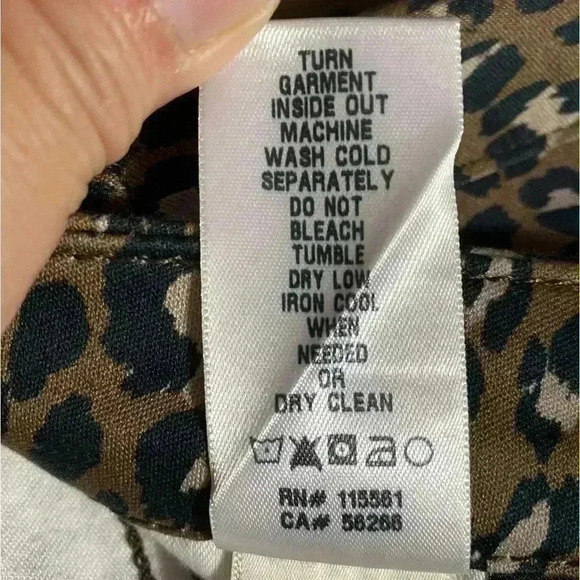 TURN
GARMENT
INSIDE OUT
MACHINE
WASH COLD
SEPARATELY
DO NOT
BLEACH
TUMBLE
DRY LOW
IRON COOL
WHEN
NEEDED
OR
DRY CLEAN
RN# 115561
CA# 56266